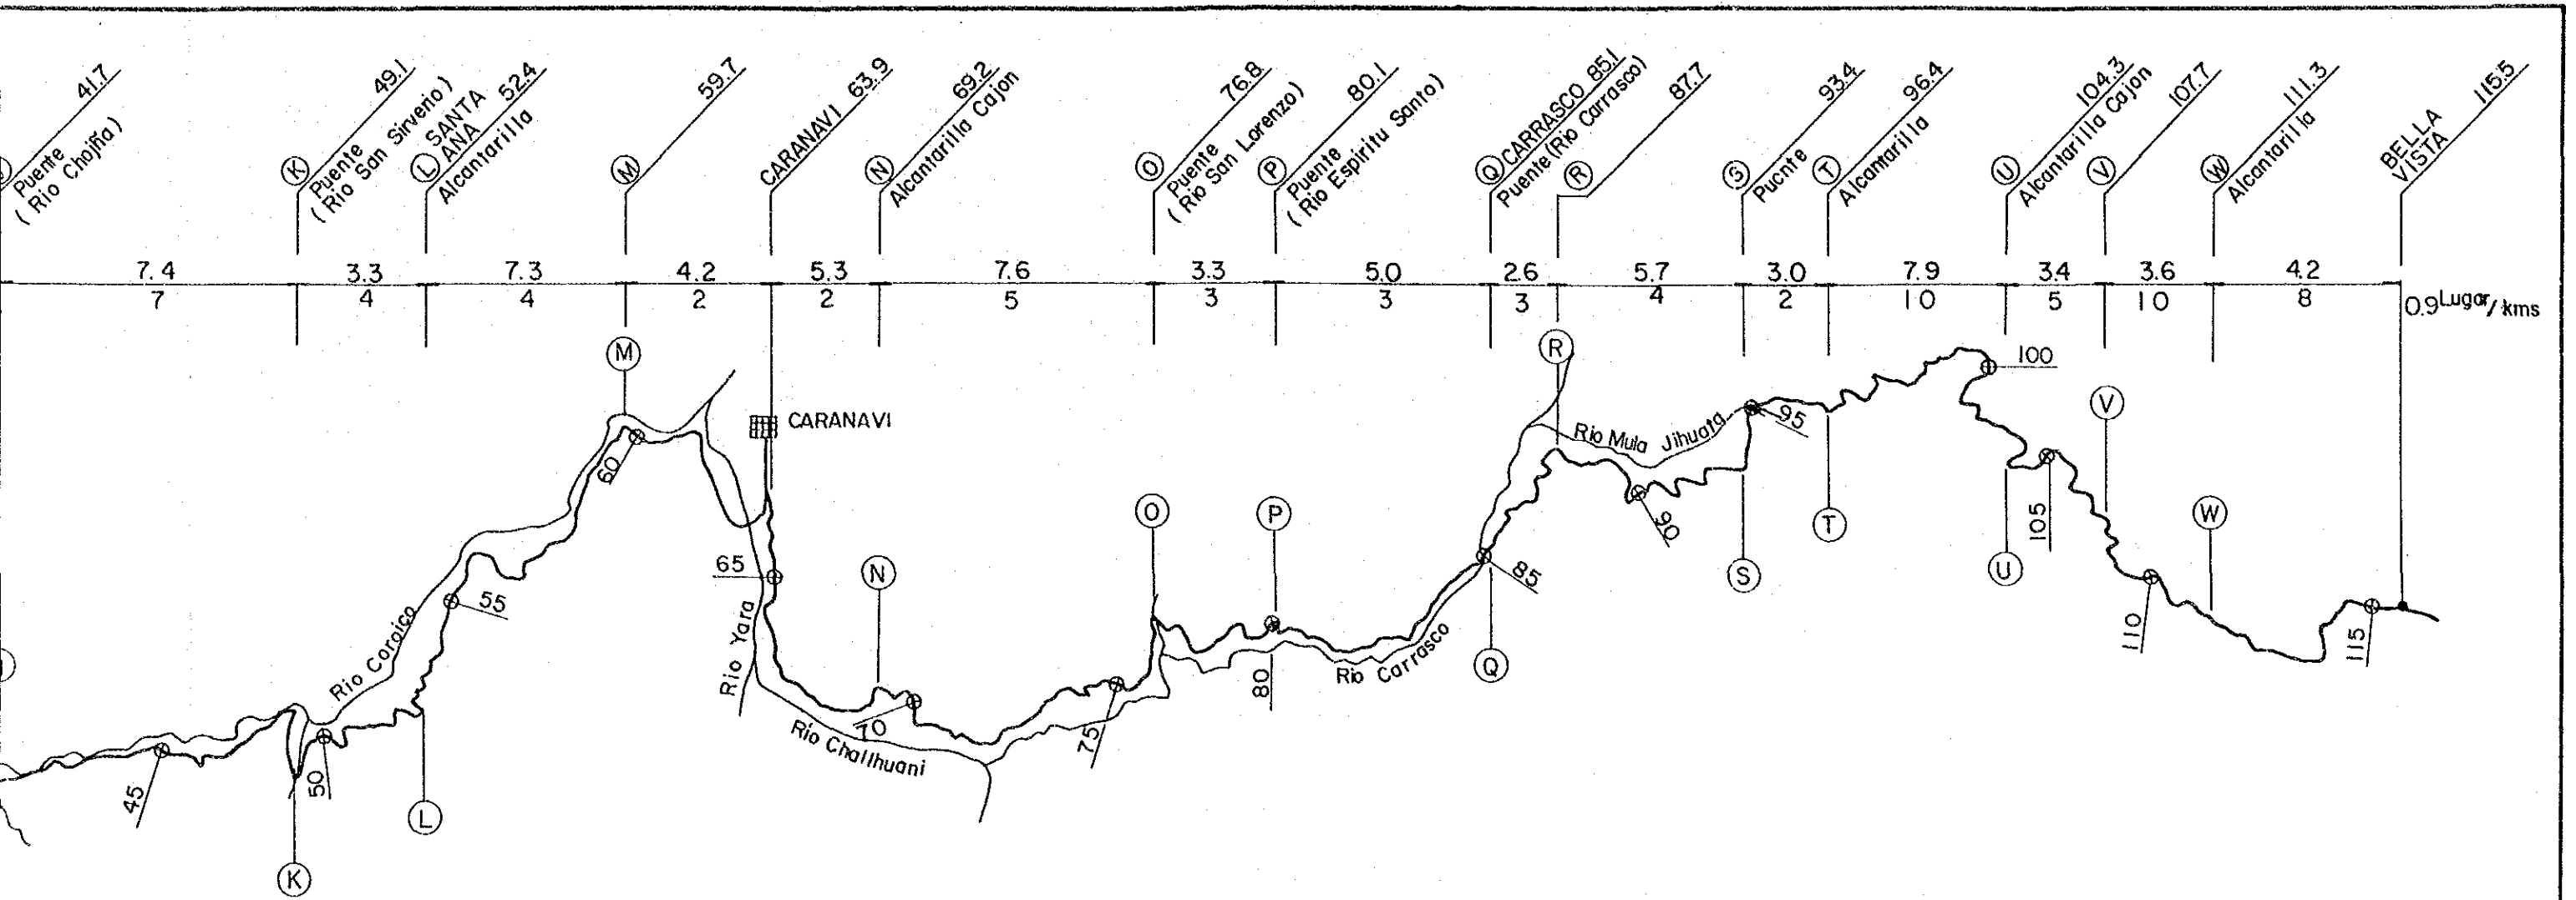 41.7
Puente
( Rio Chojña)
K 49.1
Puente
( Rio San Sirverio)
L SANTA
ANA 52.4
Alcantarilla
M 59.7
CARANAVI 63.9
N 69.2
Alcantarilla Cajon
O 76.8
Puente
( Rio San Lorenzo)
P 80.1
Puente
( Rio Espiritu Santo)
Q CARRASCO 85.1
Puente (Rio Carrasco)
R 87.7
S 93.4
Puente
T 96.4
Alcantarilla
U 104.3
Alcantarilla Cajon
V 107.7
W 111.3
Alcantarilla
BELLA
VISTA 115.5
7.4 3.3 7.3 4.2 5.3 7.6 3.3 5.0 2.6 5.7 3.0 7.9 3.4 3.6 4.2
7 4 4 2 2 5 3 3 3 4 2 10 5 10 8 0.9 Lugar/kms
M
R
100
CARANAVI
V
95
Rio Mula Jihuata
60
90
105
O
P
W
T
65
N
85
U
S
55
Rio Coroico
Rio Yara
110
115
Rio Carrasco
Q
80
70
75
Rio Challhuani
45
50
L
K